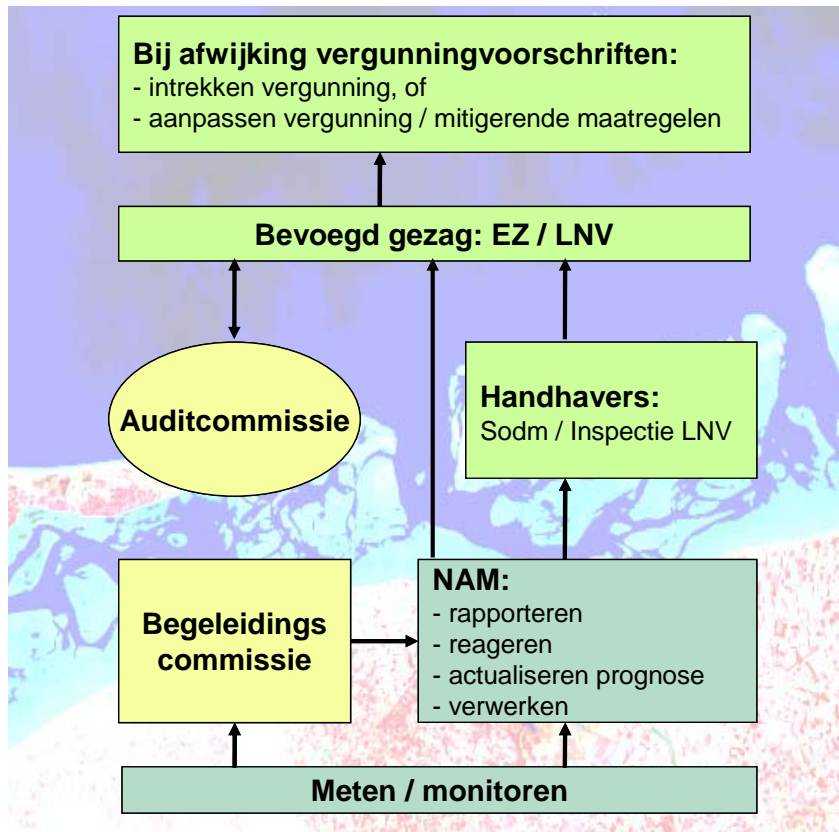 Bij afwijking vergunningvoorschriften:
- intrekken vergunning, of
- aanpassen vergunning / mitigerende maatregelen
Bevoegd gezag: EZ / LNV
Auditcommissie
Handhavers:
Sodm / Inspectie LNV
Begeleidings
commissie
NAM:
- rapporteren
- reageren
- actualiseren prognose
- verwerken
Meten / monitoren